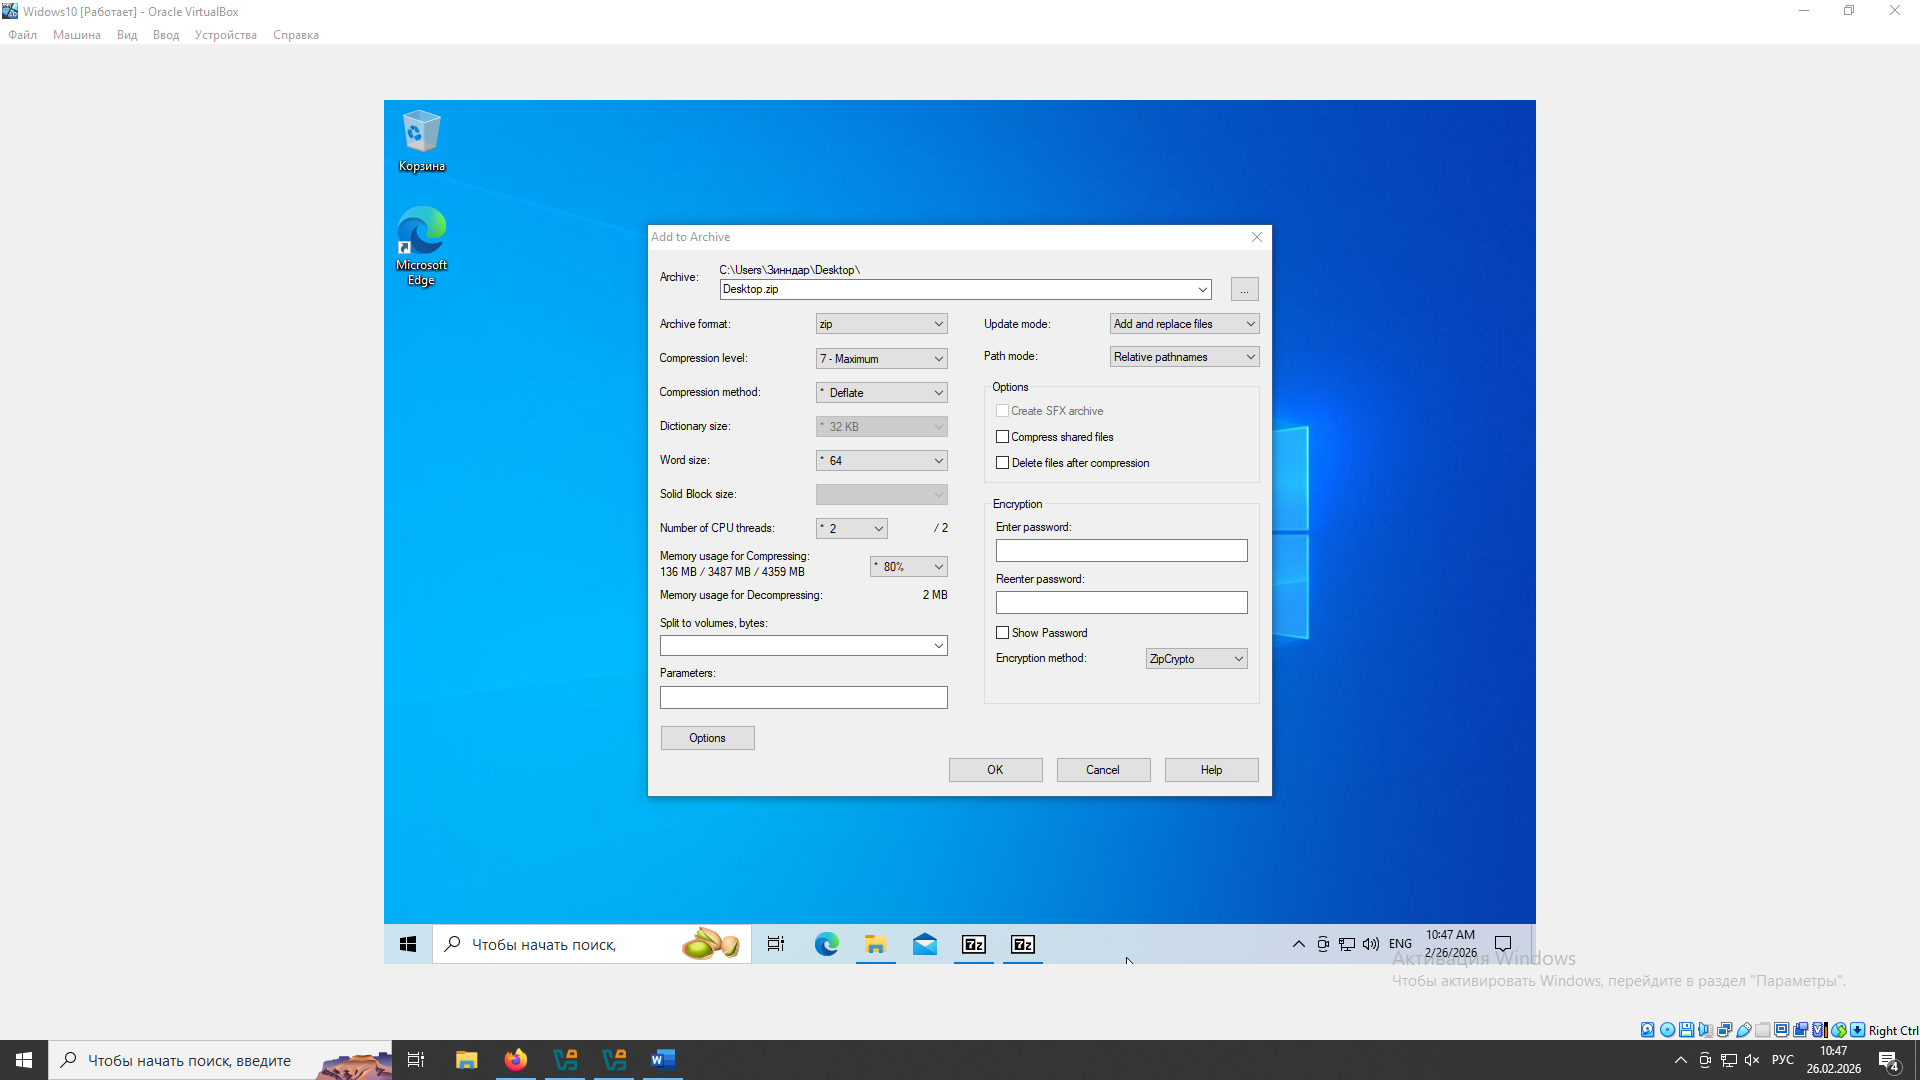 Widows10 [Работает] - Oracle VirtualBox
Файл Машина Вид Ввод Устройства Справка
Корзина
Microsoft
Edge
Add to Archive
Archive:
C:\Users\Зинндар\Desktop\
Desktop.zip
...
Archive format:
zip
Update mode:
Add and replace files
Compression level:
7 - Maximum
Path mode:
Relative pathnames
Compression method:
* Deflate
Options
Dictionary size:
* 32 KB
Create SFX archive
Compress shared files
Word size:
* 64
Delete files after compression
Solid Block size:
Encryption
Number of CPU threads:
* 2
/ 2
Enter password:
Memory usage for Compressing:
136 MB / 3487 MB / 4359 MB
* 80%
Reenter password:
Memory usage for Decompressing:
2 MB
Split to volumes, bytes:
Show Password
Encryption method:
ZipCrypto
Parameters:
Options
OK
Cancel
Help
Чтобы начать поиск,
7z
7z
ENG
10:47 AM
2/26/2026
Активация Windows
Чтобы активировать Windows, перейдите в раздел "Параметры".
Right Ctrl
Чтобы начать поиск, введите
W
РУС
10:47
26.02.2026
4